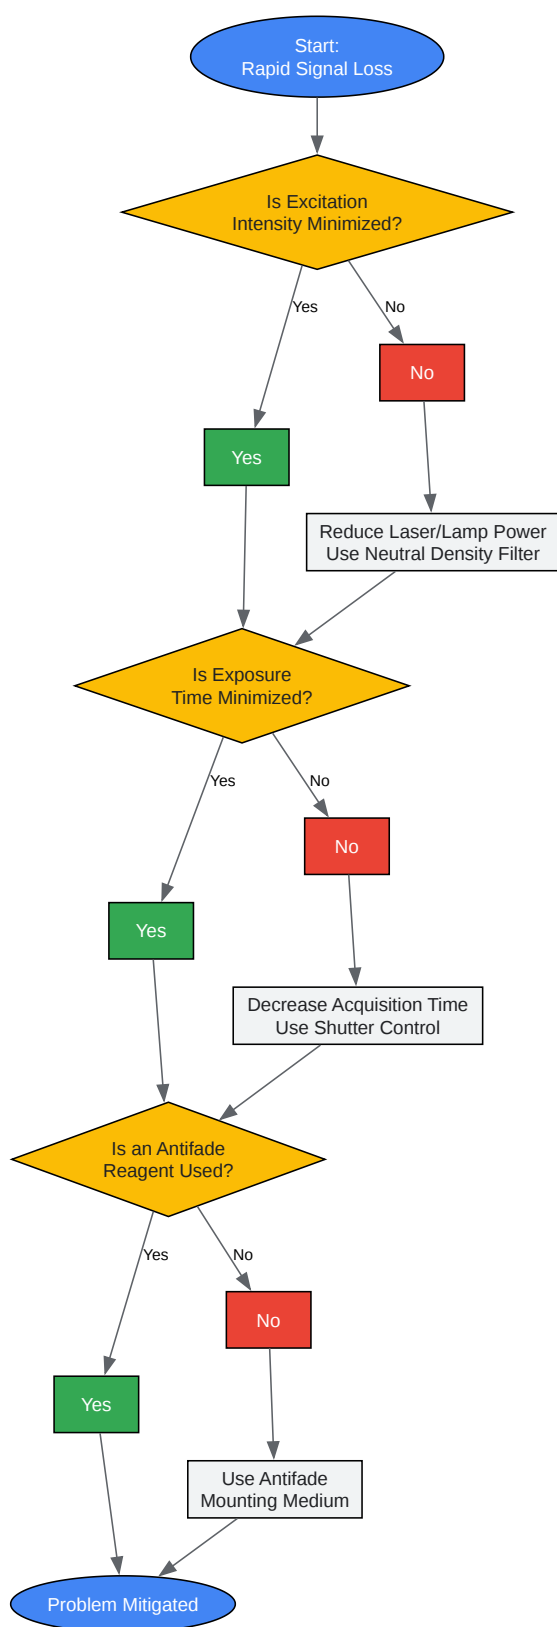 Start:
Rapid Signal Loss
Is Excitation
Intensity Minimized?
Yes
No
No
Yes
Reduce Laser/Lamp Power
Use Neutral Density Filter
Is Exposure
Time Minimized?
Yes
No
No
Yes
Decrease Acquisition Time
Use Shutter Control
Is an Antifade
Reagent Used?
Yes
No
No
Yes
Use Antifade
Mounting Medium
Problem Mitigated